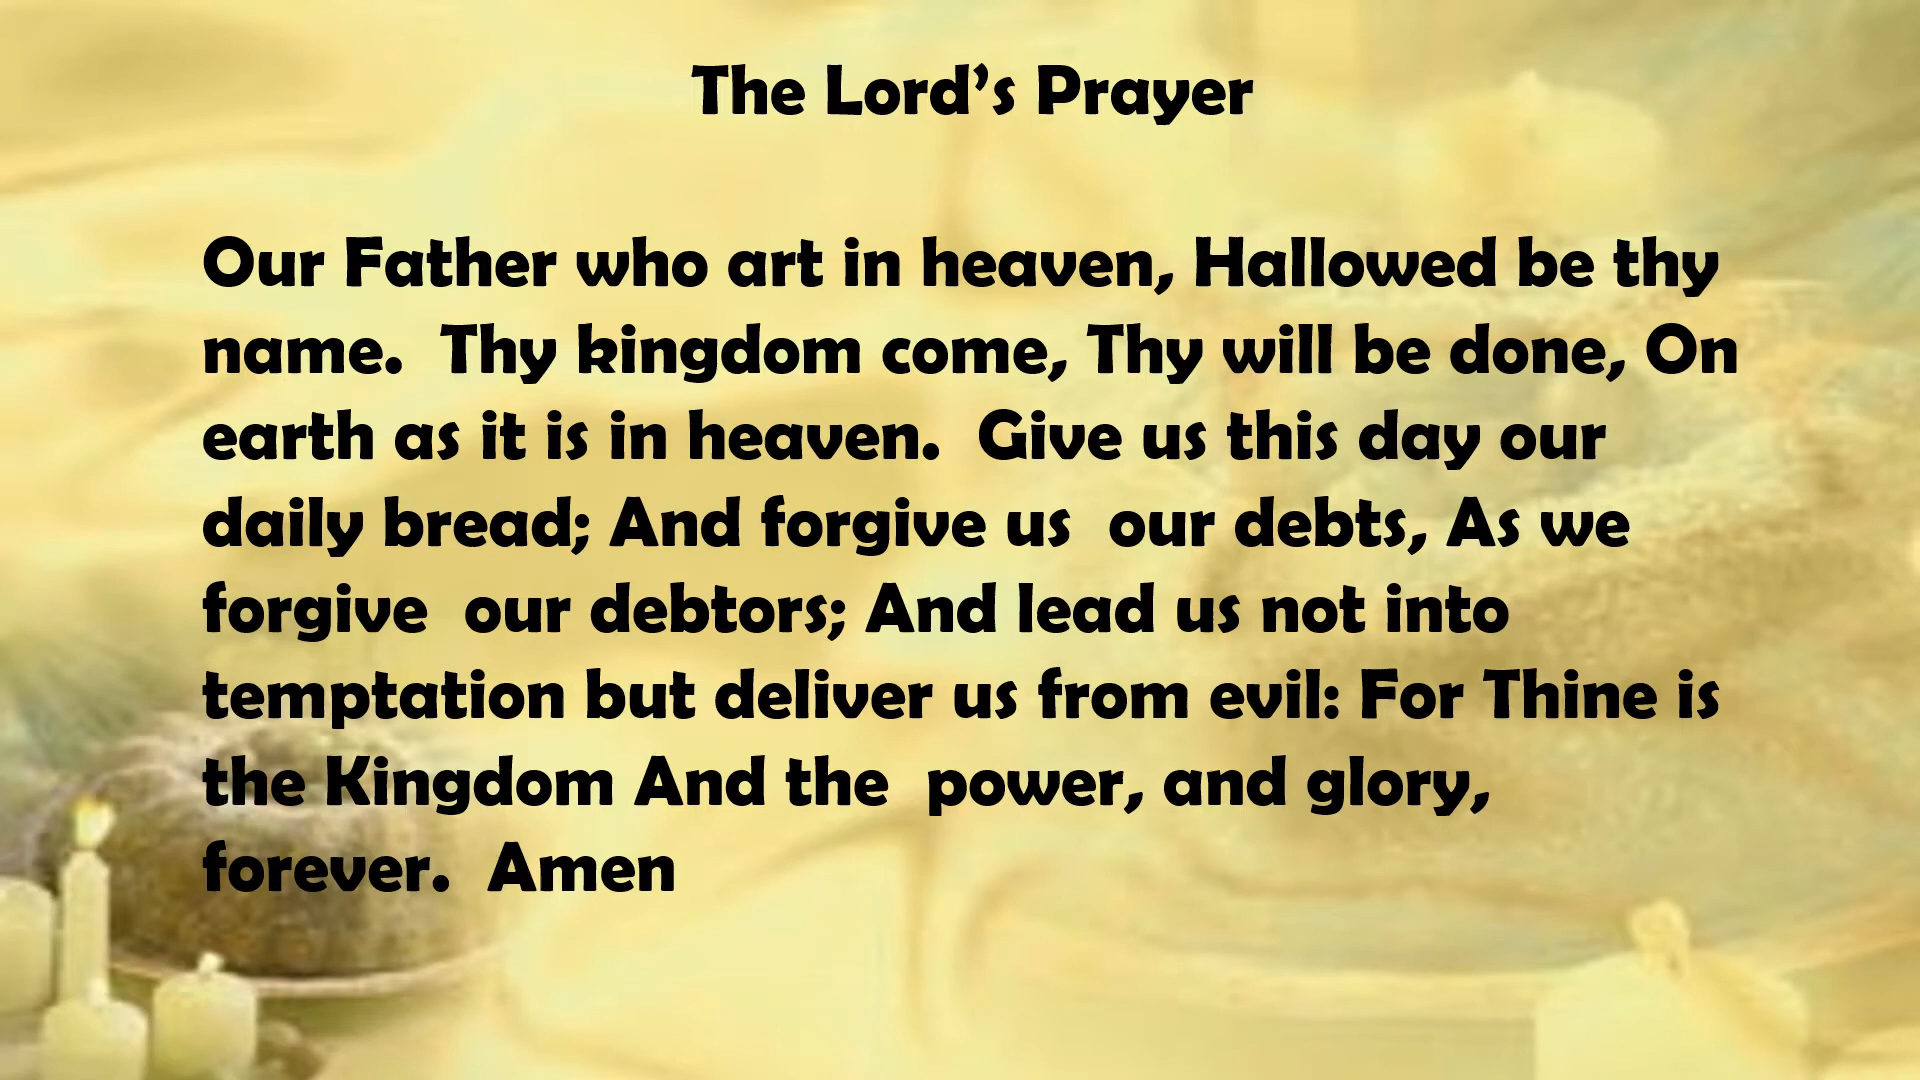 The Lord’s Prayer
Our Father who art in heaven, Hallowed be thy
name.  Thy kingdom come, Thy will be done, On
earth as it is in heaven.  Give us this day our
daily bread; And forgive us  our debts, As we
forgive  our debtors; And lead us not into
temptation but deliver us from evil: For Thine is
the Kingdom And the  power, and glory,
forever.  Amen